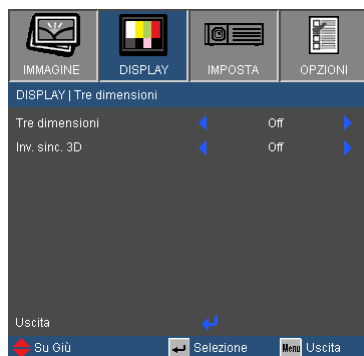 IMMAGINE DISPLAY IMPOSTA OPZIONI
DISPLAY | Tre dimensioni
Tre dimensioni Off
Inv. sinc. 3D Off
Uscita
Su Giù Selezione Menu Uscita